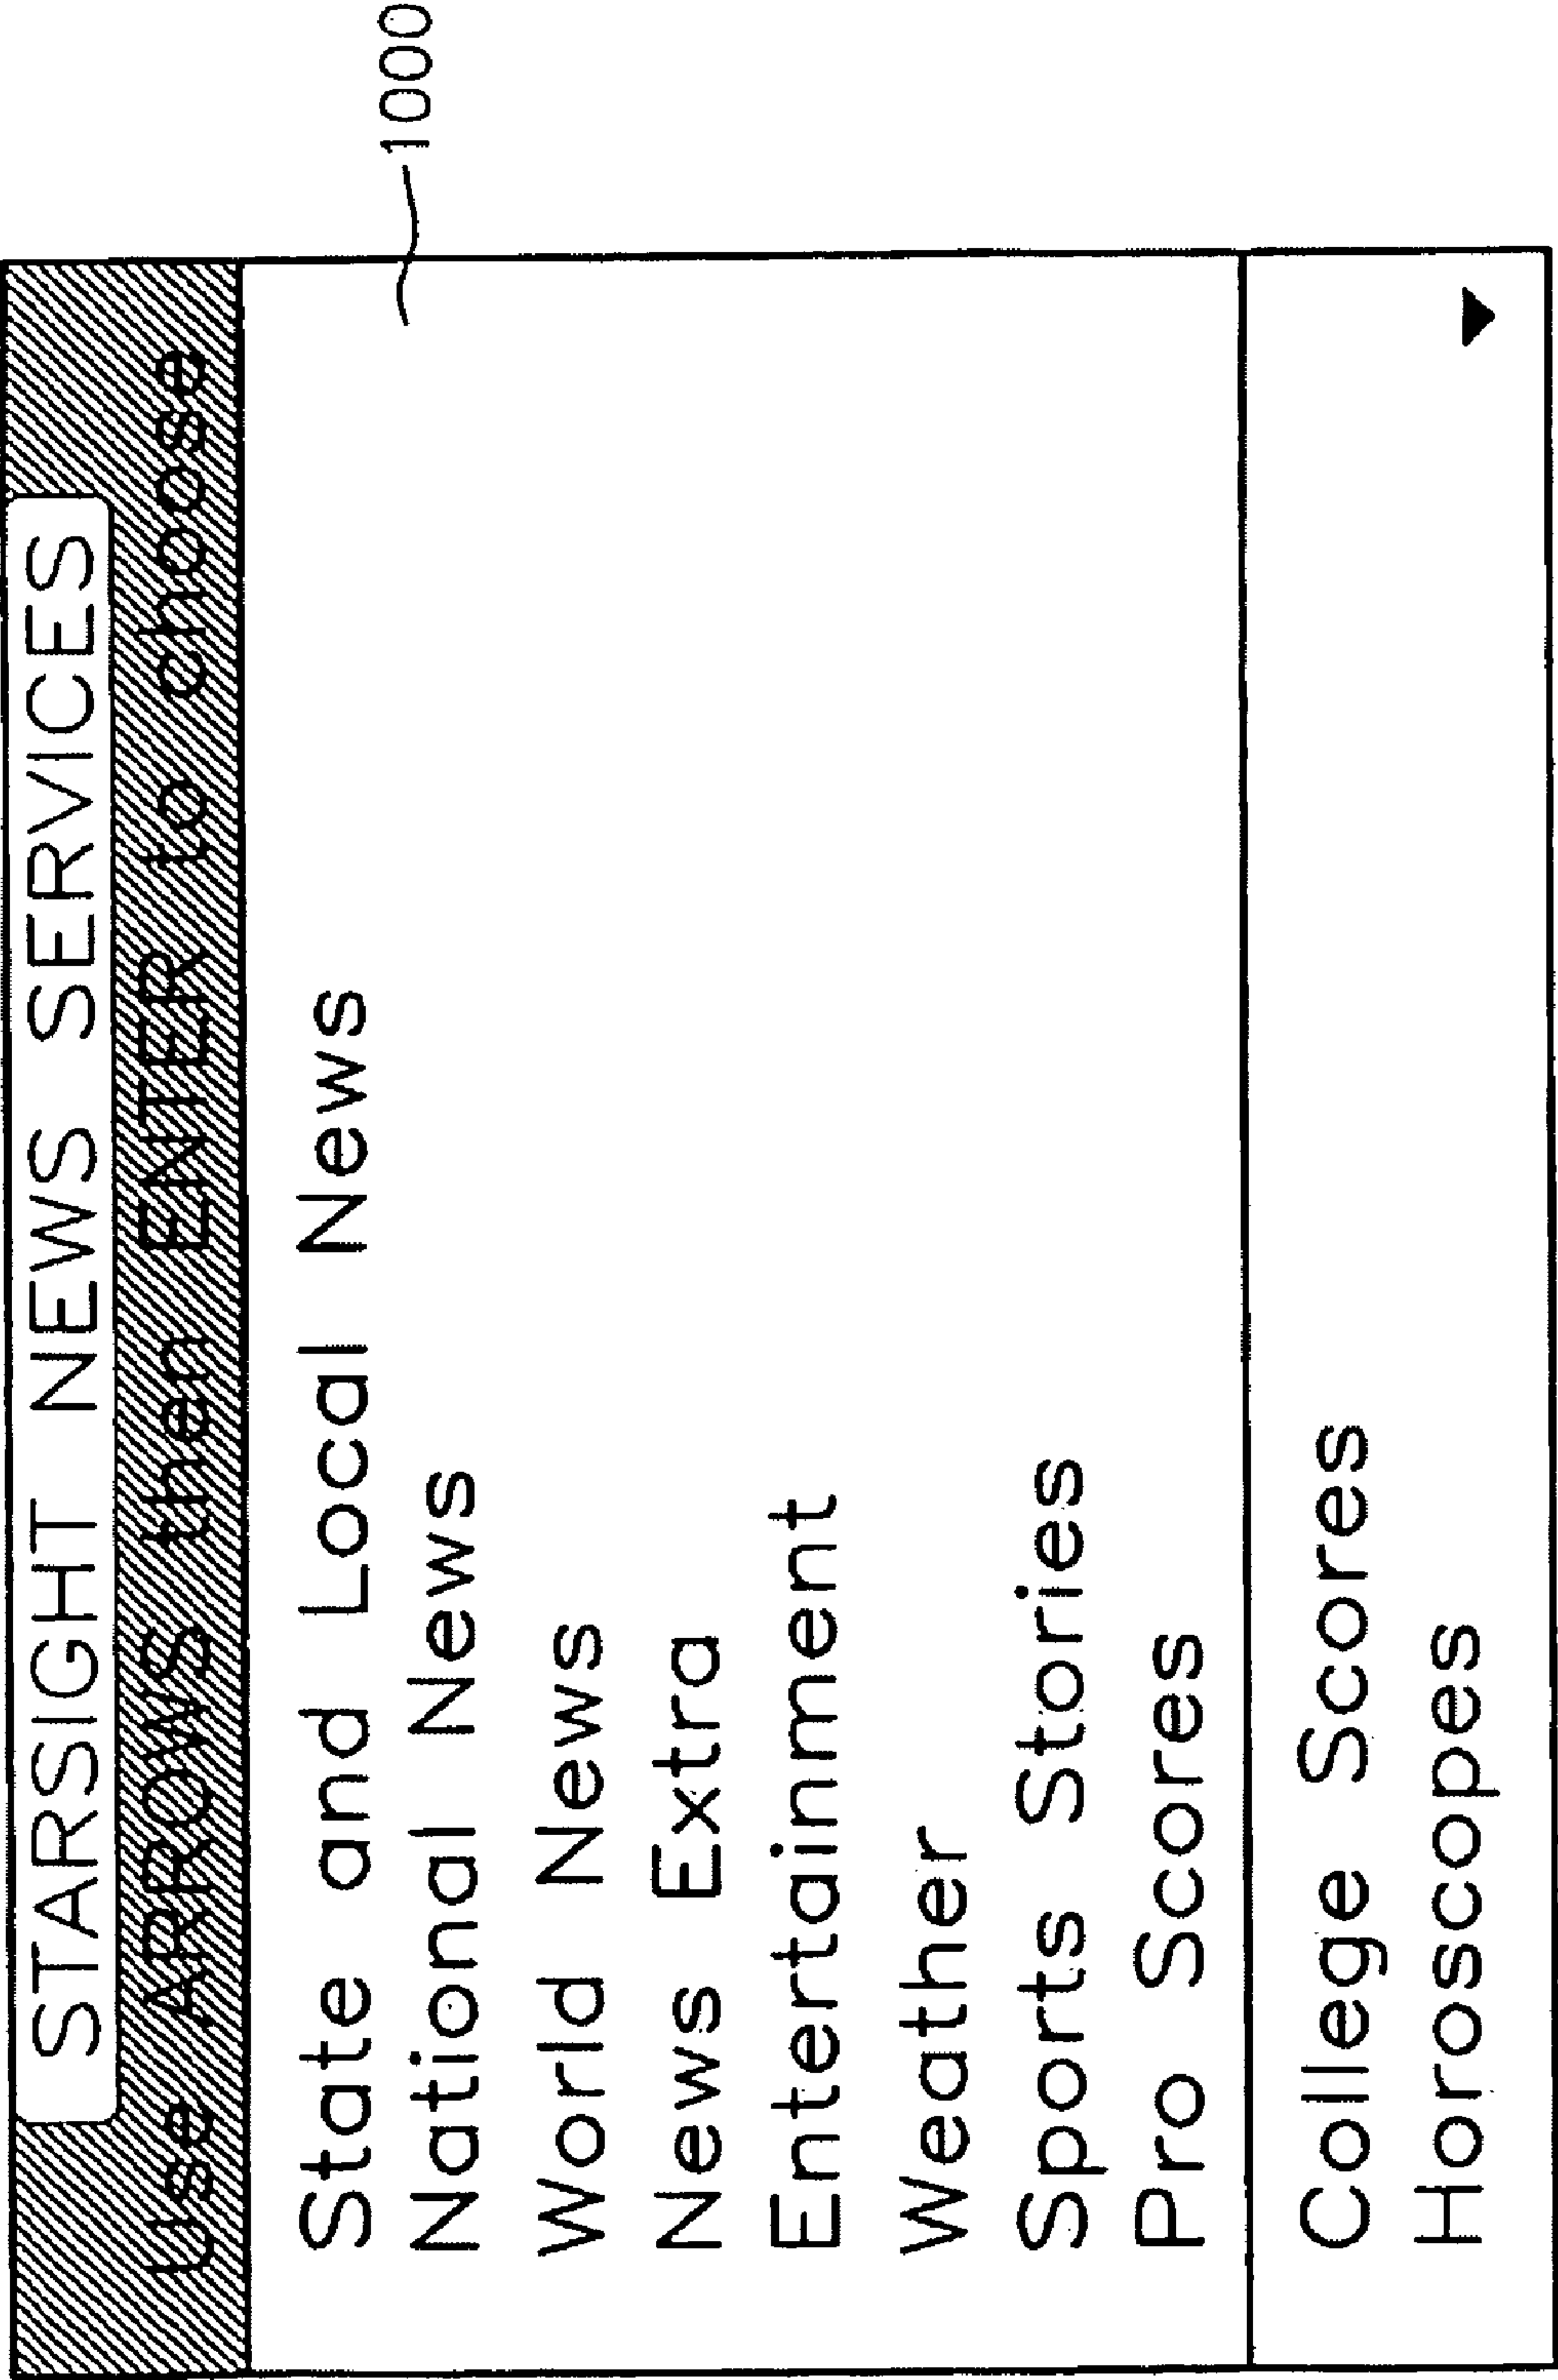 STARSIGHT NEWS SERVICES
Use ARROWS then ENTER to choose
State and Local News
National News
World News
News Extra
Entertainment
Weather
Sports Stories
Pro Scores
College Scores
Horoscopes
1000